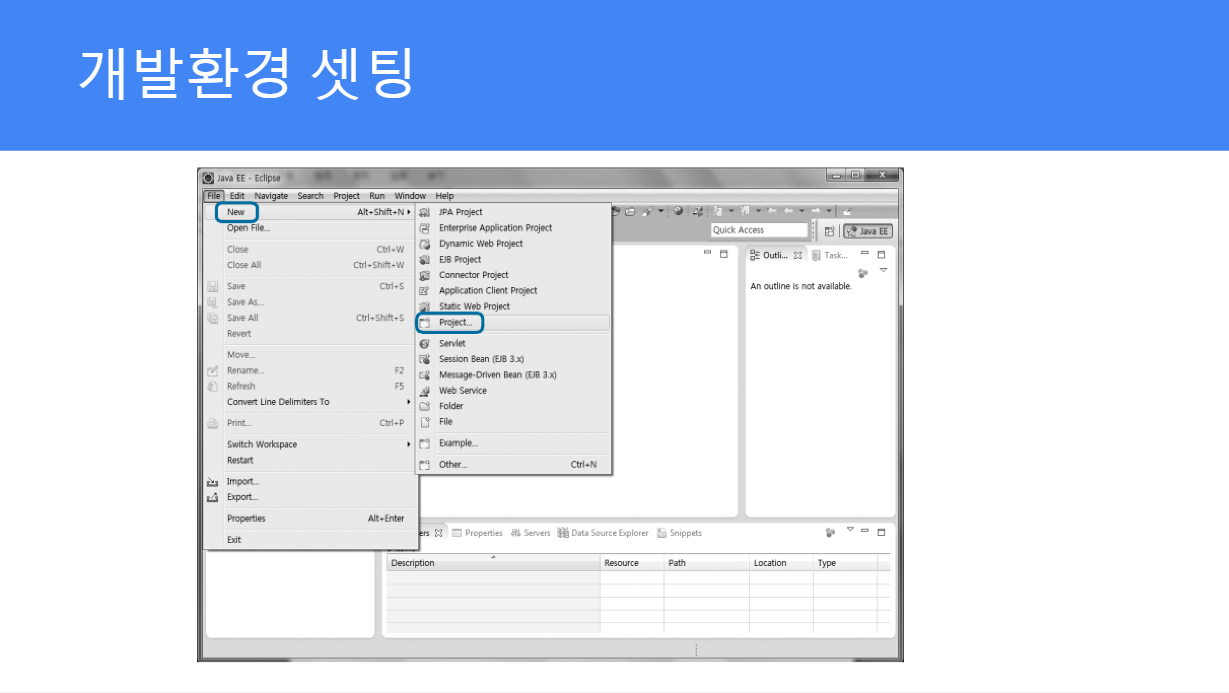 개발환경 셋팅
Java EE - Eclipse
File Edit Navigate Search Project Run Window Help
New Alt+Shift+N
Open File...
Close Ctrl+W
Close All Ctrl+Shift+W
Save Ctrl+S
Save As...
Save All Ctrl+Shift+S
Revert
Move...
Rename... F2
Refresh F5
Convert Line Delimiters To
Print... Ctrl+P
Switch Workspace
Restart
Import...
Export...
Properties Alt+Enter
Exit
JPA Project
Enterprise Application Project
Dynamic Web Project
EJB Project
Connector Project
Application Client Project
Static Web Project
Project...
Servlet
Session Bean (EJB 3.x)
Message-Driven Bean (EJB 3.x)
Web Service
Folder
File
Example...
Other... Ctrl+N
Quick Access Java EE
Outli... Task...
An outline is not available.
ers Properties Servers Data Source Explorer Snippets
Description Resource Path Location Type